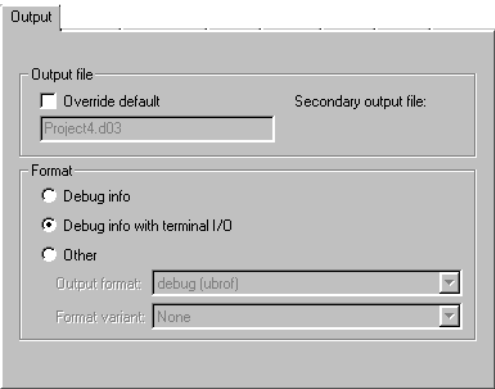 Output
Output file
Override default Secondary output file:
Project4.d03
Format
Debug info
Debug info with terminal I/O
Other
Output format: debug (ubrof)
Format variant: None